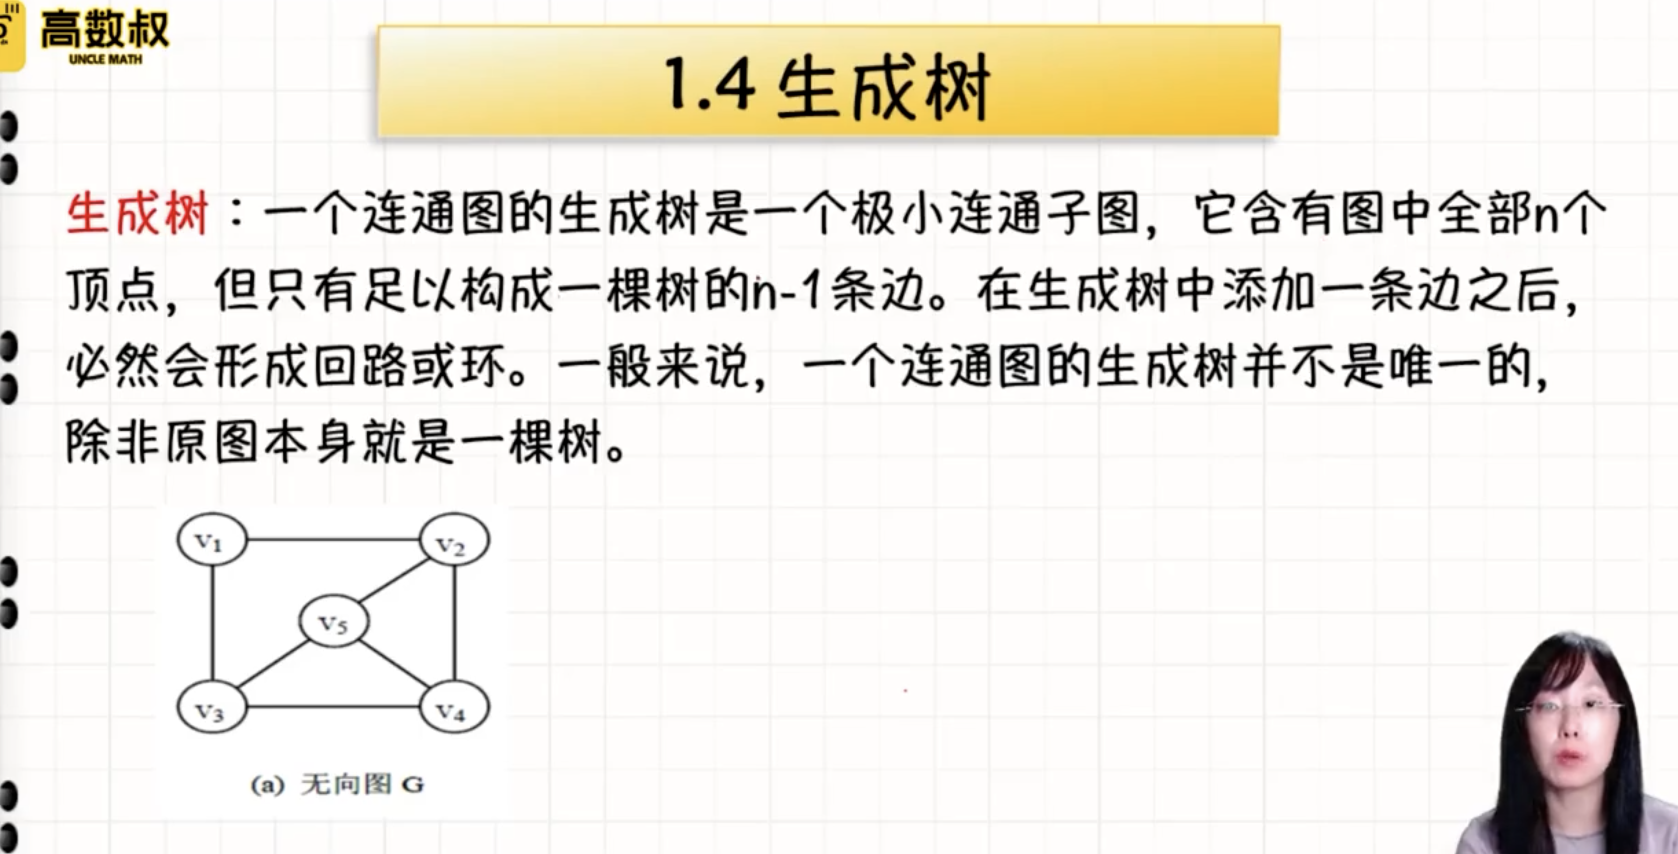 高数叔
UNCLE MATH
1.4 生成树
生成树：一个连通图的生成树是一个极小连通子图，它含有图中全部n个
顶点，但只有足以构成一棵树的n-1条边。在生成树中添加一条边之后，
必然会形成回路或环。一般来说，一个连通图的生成树并不是唯一的，
除非原图本身就是一棵树。
v1
v2
v5
v3
v4
(a) 无向图 G